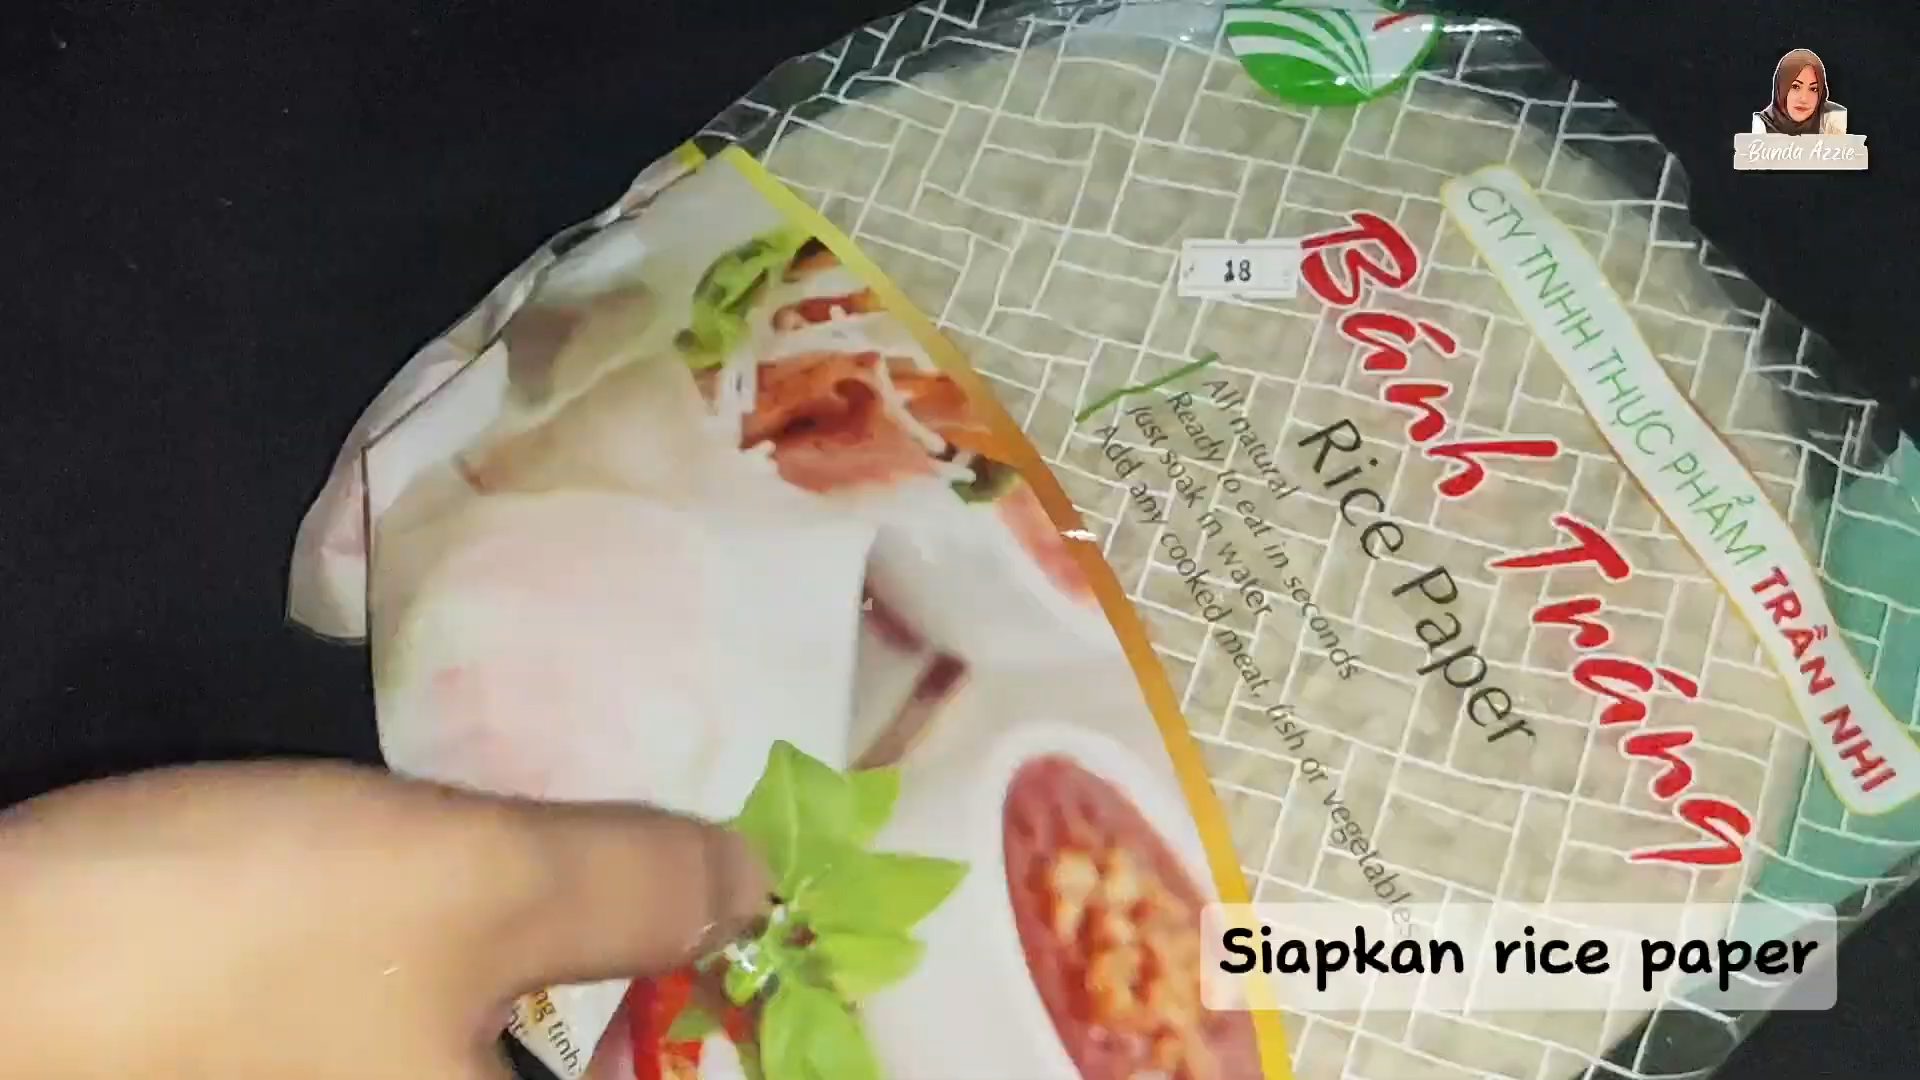 -Bunda Azzie-
CTY TNHH THỰC PHẨM TRẦN NHI
18
Bánh Tráng
Rice Paper
All natural
Ready to eat in seconds
Just soak in water
Add any cooked meat, fish or vegetables
Siapkan rice paper